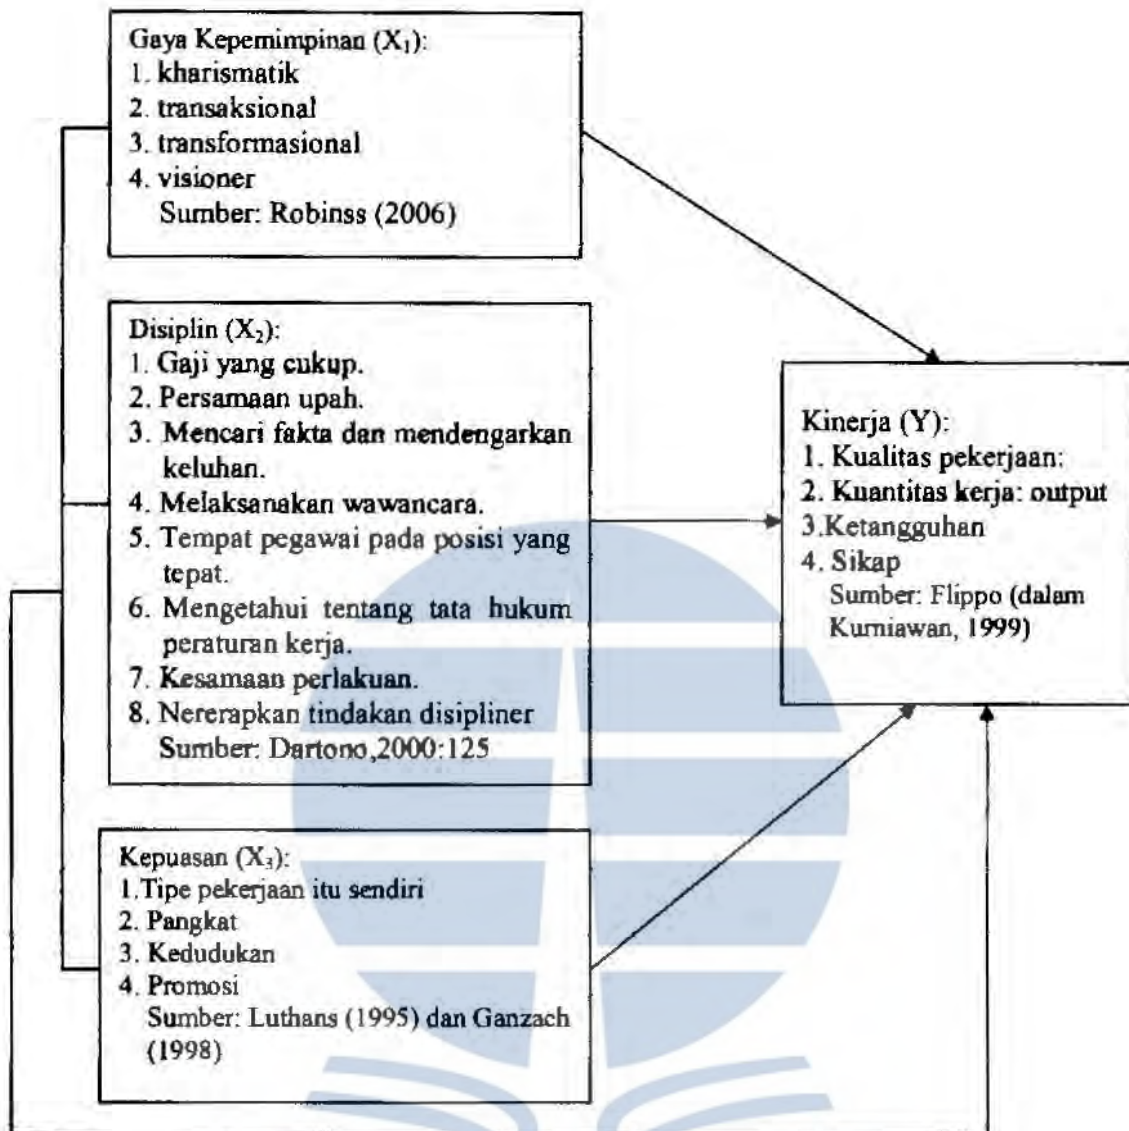 Gaya Kepemimpinan (X₁):
1. kharismatik
2. transaksional
3. transformasional
4. visioner
Sumber: Robinss (2006)
Disiplin (X₂):
1. Gaji yang cukup.
2. Persamaan upah.
3. Mencari fakta dan mendengarkan
keluhan.
4. Melaksanakan wawancara.
5. Tempat pegawai pada posisi yang
tepat.
6. Mengetahui tentang tata hukum
peraturan kerja.
7. Kesamaan perlakuan.
8. Nererapkan tindakan disipliner
Sumber: Dartono,2000:125
Kepuasan (X₃):
1.Tipe pekerjaan itu sendiri
2. Pangkat
3. Kedudukan
4. Promosi
Sumber: Luthans (1995) dan Ganzach
(1998)
Kinerja (Y):
1. Kualitas pekerjaan:
2. Kuantitas kerja: output
3.Ketangguhan
4. Sikap
Sumber: Flippo (dalam
Kurniawan, 1999)